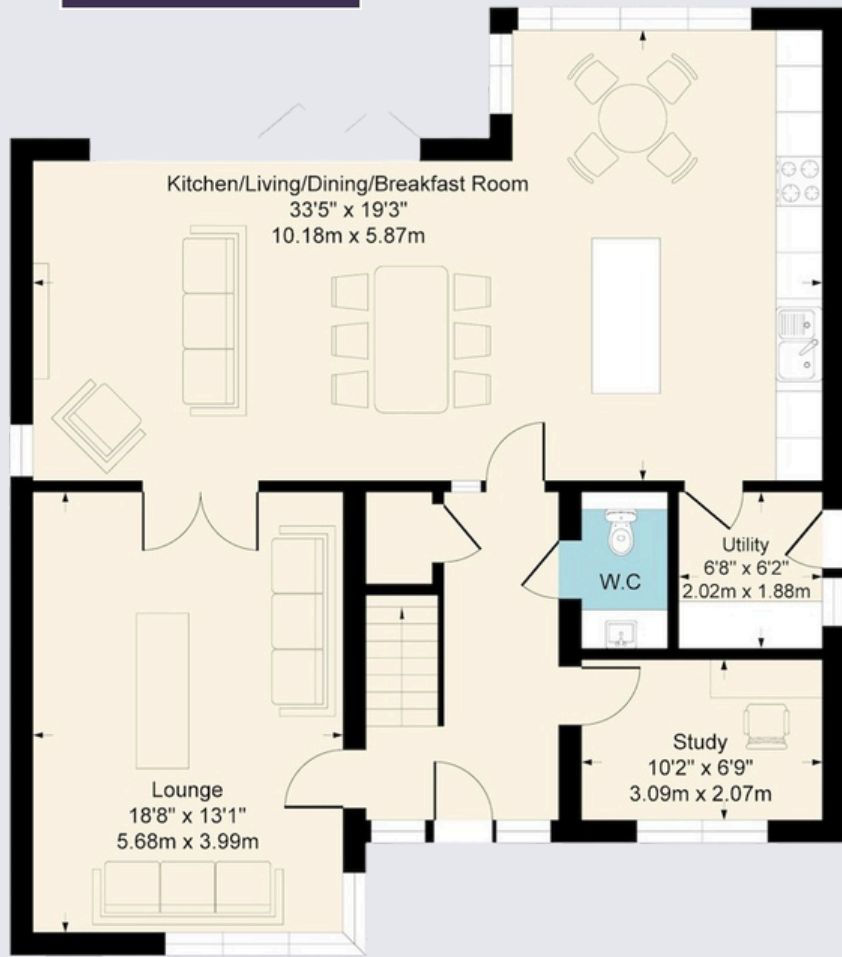 Kitchen/Living/Dining/Breakfast Room
33'5" x 19'3"
10.18m x 5.87m
W.C
Utility
6'8" x 6'2"
2.02m x 1.88m
Study
10'2" x 6'9"
3.09m x 2.07m
Lounge
18'8" x 13'1"
5.68m x 3.99m